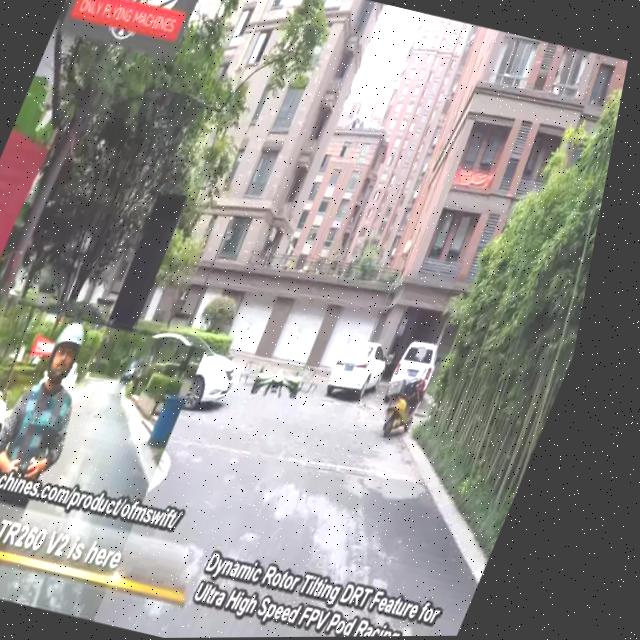 ONLY FLYING MACHINES
chines.com/product/ofmswift/
TR260 V2 is here
Dynamic Rotor Tilting DRT Feature for
Ultra High Speed FPV Pod Racing